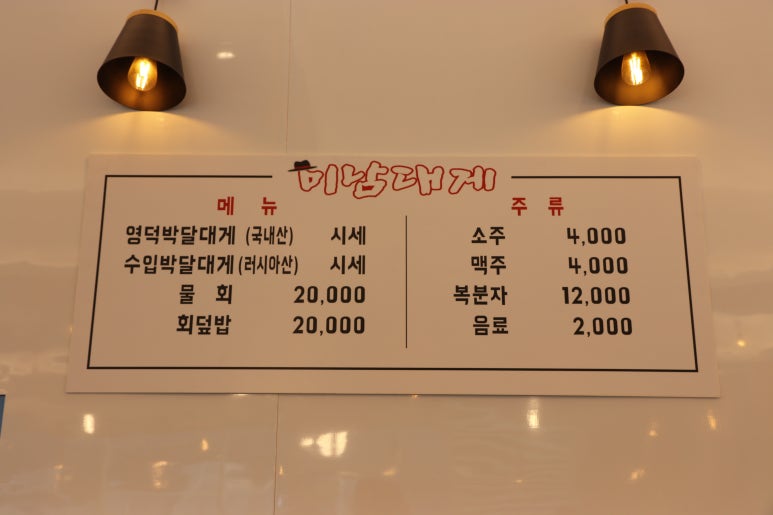 미남대게
메 뉴
영덕박달대게 (국내산) 시세
수입박달대게 (러시아산) 시세
물 회 20,000
회덮밥 20,000
주 류
소주 4,000
맥주 4,000
복분자 12,000
음료 2,000